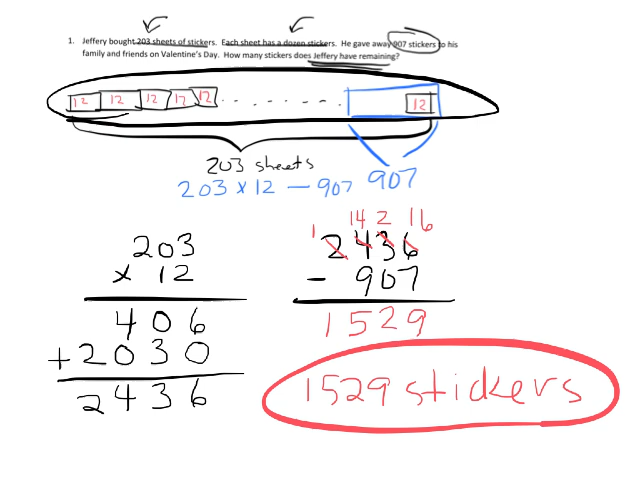 1. Jeffery bought 203 sheets of stickers. Each sheet has a dozen stickers. He gave away 907 stickers to his
family and friends on Valentine's Day. How many stickers does Jeffery have remaining?
12 12 12 12 12 . . . . . . . . 12
203 sheets
907
203 x 12 — 907
203
x 12
406
+2030
2436
1 14 2 16
2436
- 907
1529
1529 stickers